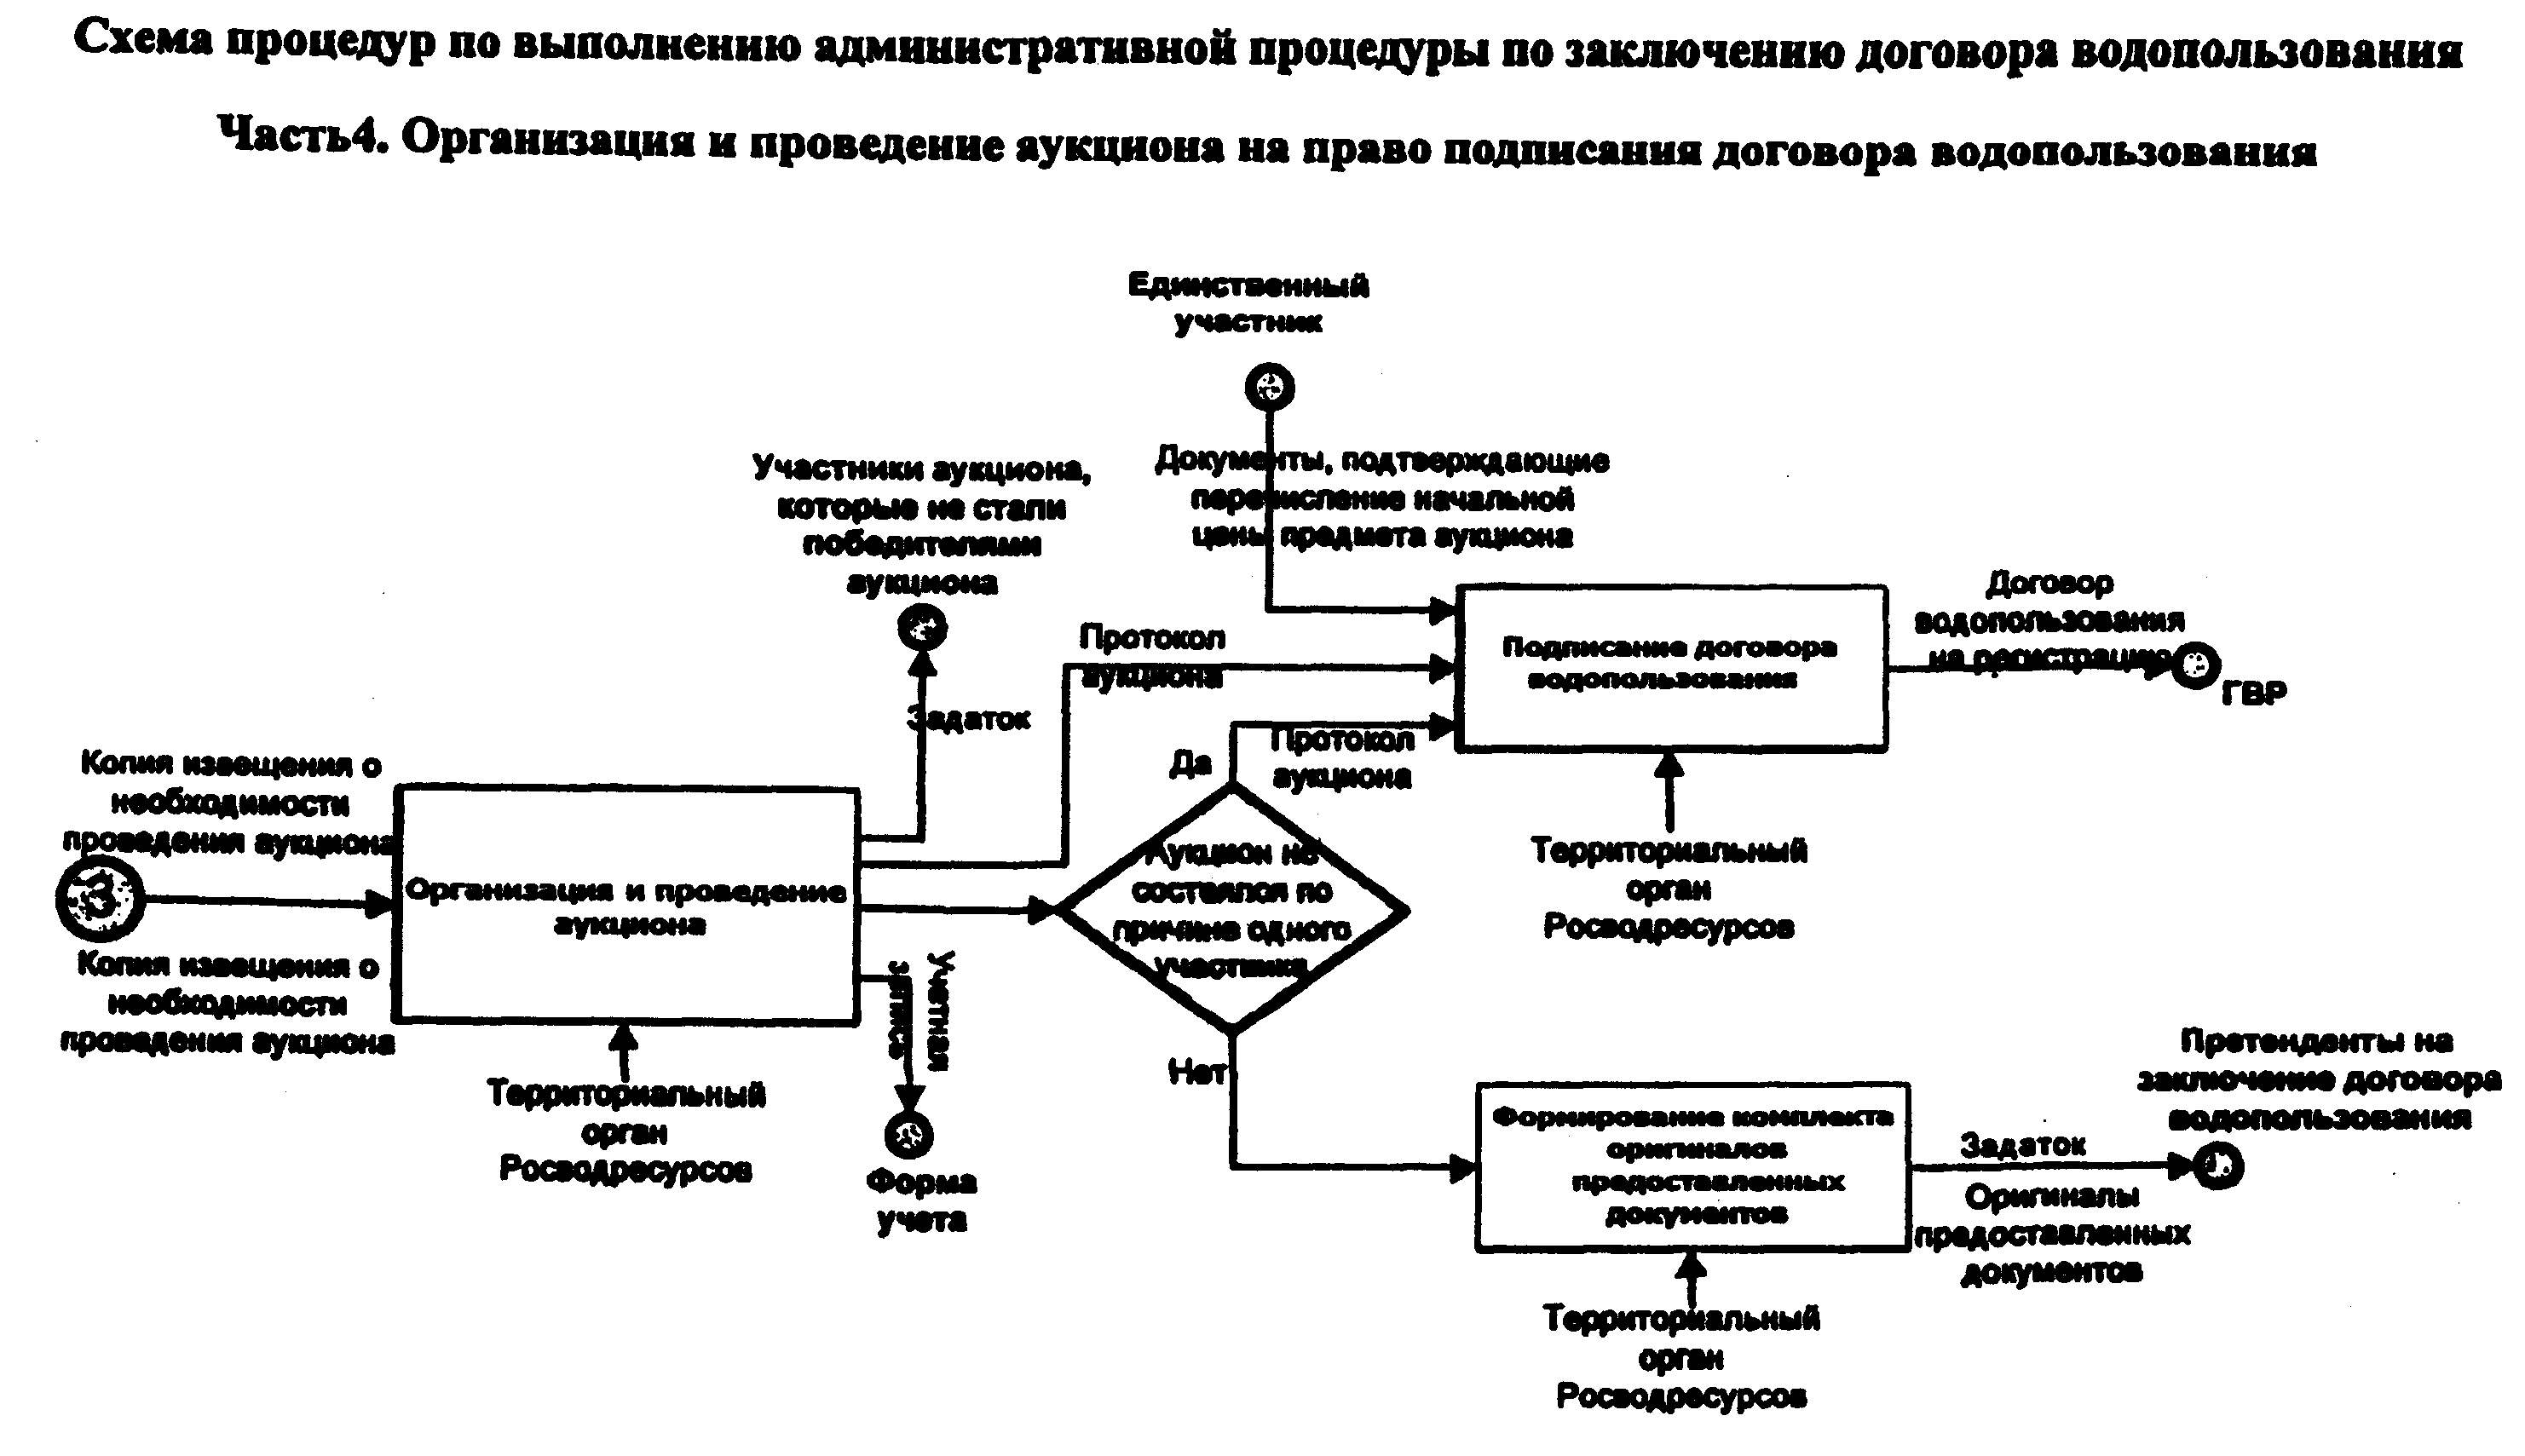 Схема процедур по выполнению административной процедуры по заключению договора водопользования
Часть4. Организация и проведение аукциона на право подписания договора водопользования
Единственный
участник
Документы, подтверждающие
перечисление начальной
цены предмета аукциона
Участники аукциона,
которые не стали
победителями
аукциона
Задаток
Протокол
аукциона
Подписание договора
водопользования
Договор
водопользования
на регистрацию
ГВР
Да
Протокол
аукциона
Территориальный
орган
Росводресурсов
Копия извещения о
необходимости
проведения аукциона
3
Копия извещения о
необходимости
проведения аукциона
Организация и проведение
аукциона
Территориальный
орган
Росводресурсов
Учетная
запись
Форма
учета
Аукцион не
состоялся по
причине одного
участника
Нет
Формирование комплекта
оригиналов
предоставленных
документов
Территориальный
орган
Росводресурсов
Претенденты на
заключение договора
водопользования
Задаток
Оригиналы
предоставленных
документов